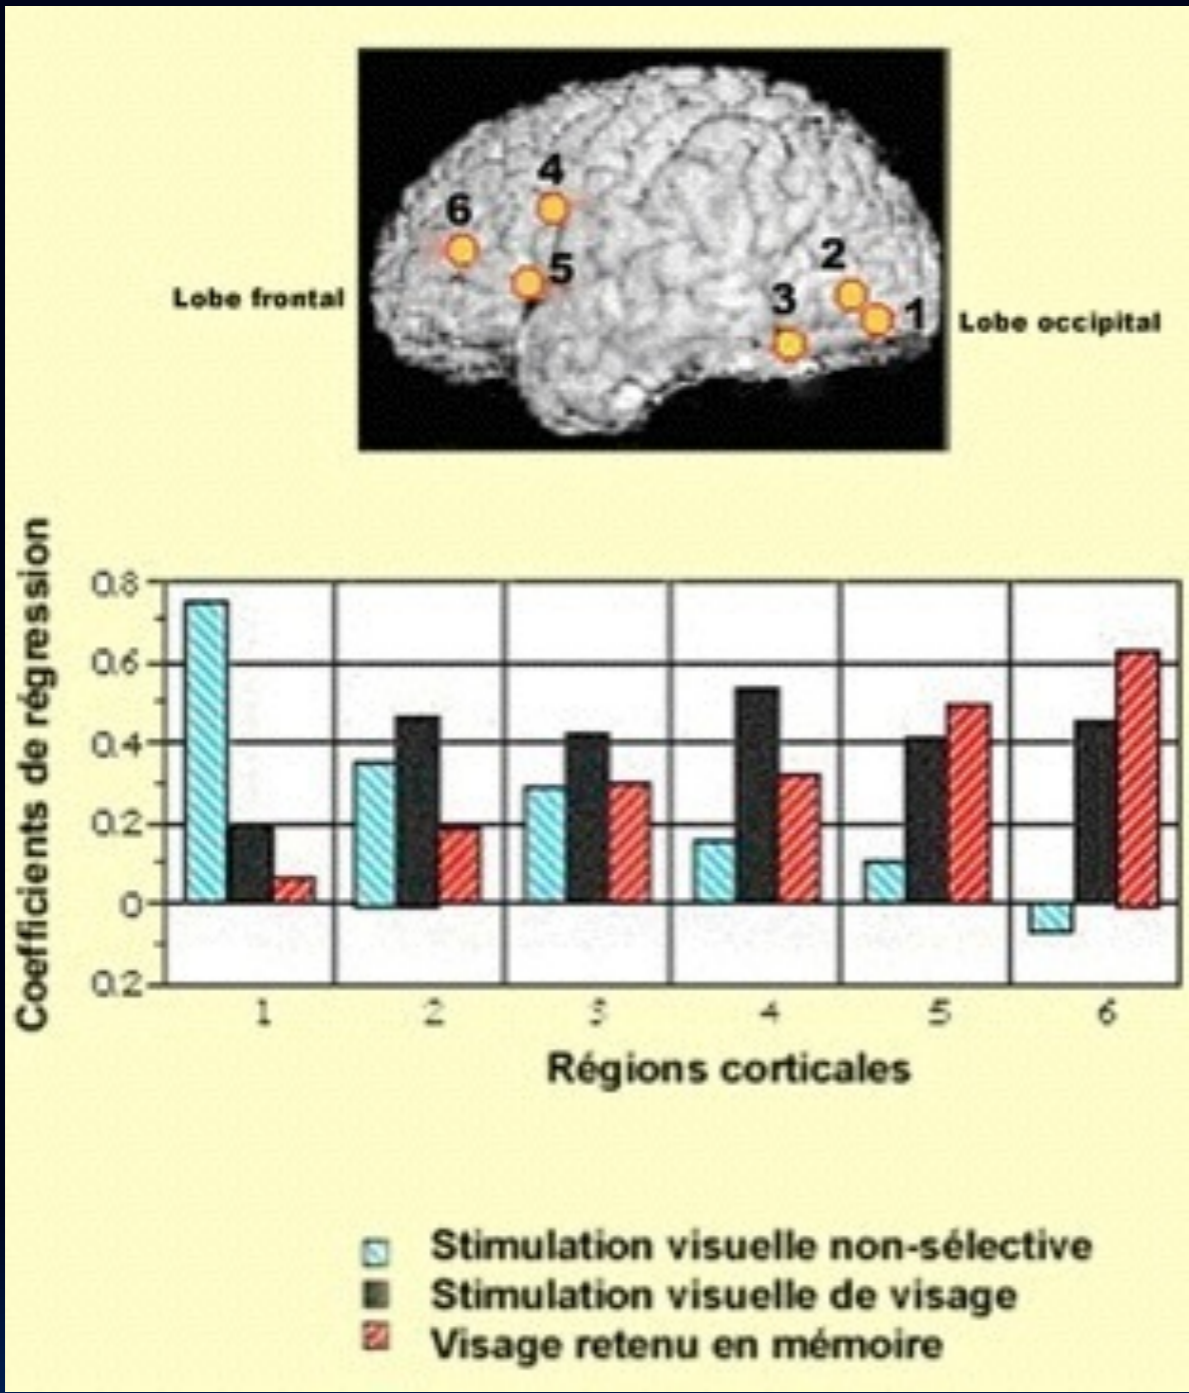 4
6
5
2
3
1
Lobe frontal
Lobe occipital
Coefficients de régression
0.8
0.6
0.4
0.2
0
0.2
1 2 3 4 5 6
Régions corticales
Stimulation visuelle non-sélective
Stimulation visuelle de visage
Visage retenu en mémoire